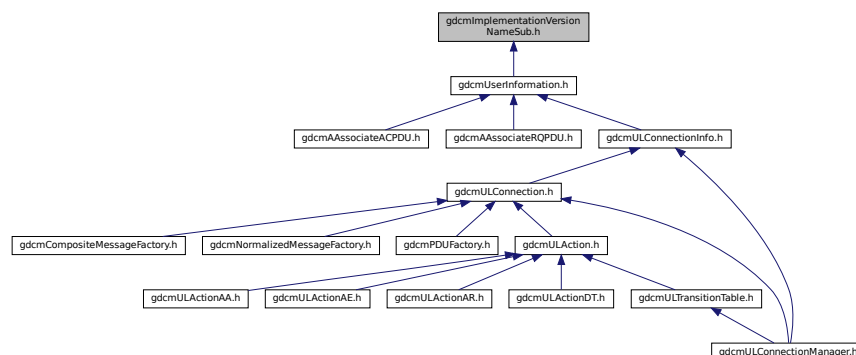 gdcmImplementationVersion
NameSub.h
gdcmUserInformation.h
gdcmAAssociateACPDU.h
gdcmAAssociateRQPDU.h
gdcmULConnectionInfo.h
gdcmULConnection.h
gdcmCompositeMessageFactory.h
gdcmNormalizedMessageFactory.h
gdcmPDUFactory.h
gdcmULAction.h
gdcmULActionAA.h
gdcmULActionAE.h
gdcmULActionAR.h
gdcmULActionDT.h
gdcmULTransitionTable.h
gdcmULConnectionManager.h